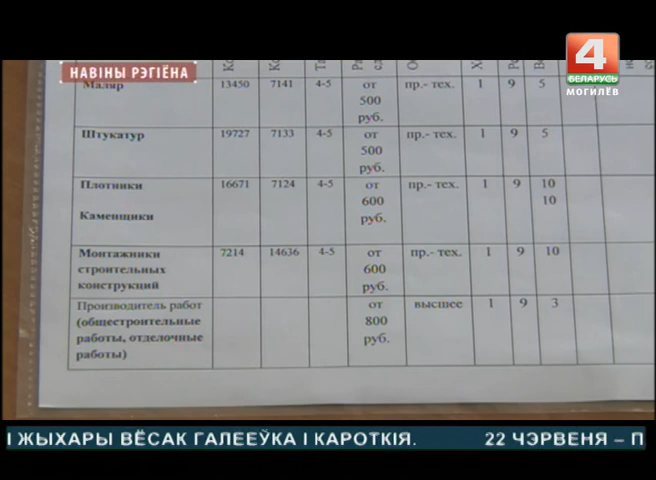 НАВІНЫ РЭГІЁНА
4
БЕЛАРУСЬ
МОГИЛЁВ
Маляр 13450 7141 4-5 от 500 руб. пр.- тех. 1 9 5
Штукатур 19727 7133 4-5 от 500 руб. пр.- тех. 1 9 5
Плотники 16671 7124 4-5 от 600 руб. пр.- тех. 1 9 10
Каменщики 10
Монтажники строительных конструкций 7214 14636 4-5 от 600 руб. пр.- тех. 1 9 10
Производитель работ (общестроительные работы, отделочные работы) от 800 руб. высшее 1 9 3
І ЖЫХАРЫ ВЁСАК ГАЛЕЕЎКА І КАРОТКІЯ. 22 ЧЭРВЕНЯ – П